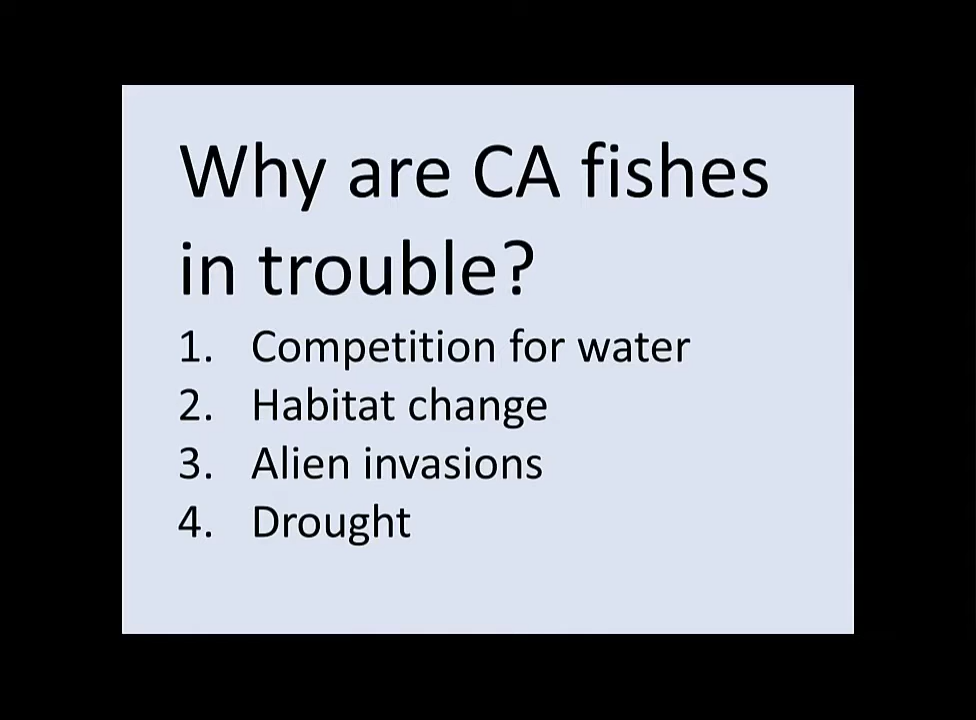 Why are CA fishes
in trouble?
1. Competition for water
2. Habitat change
3. Alien invasions
4. Drought